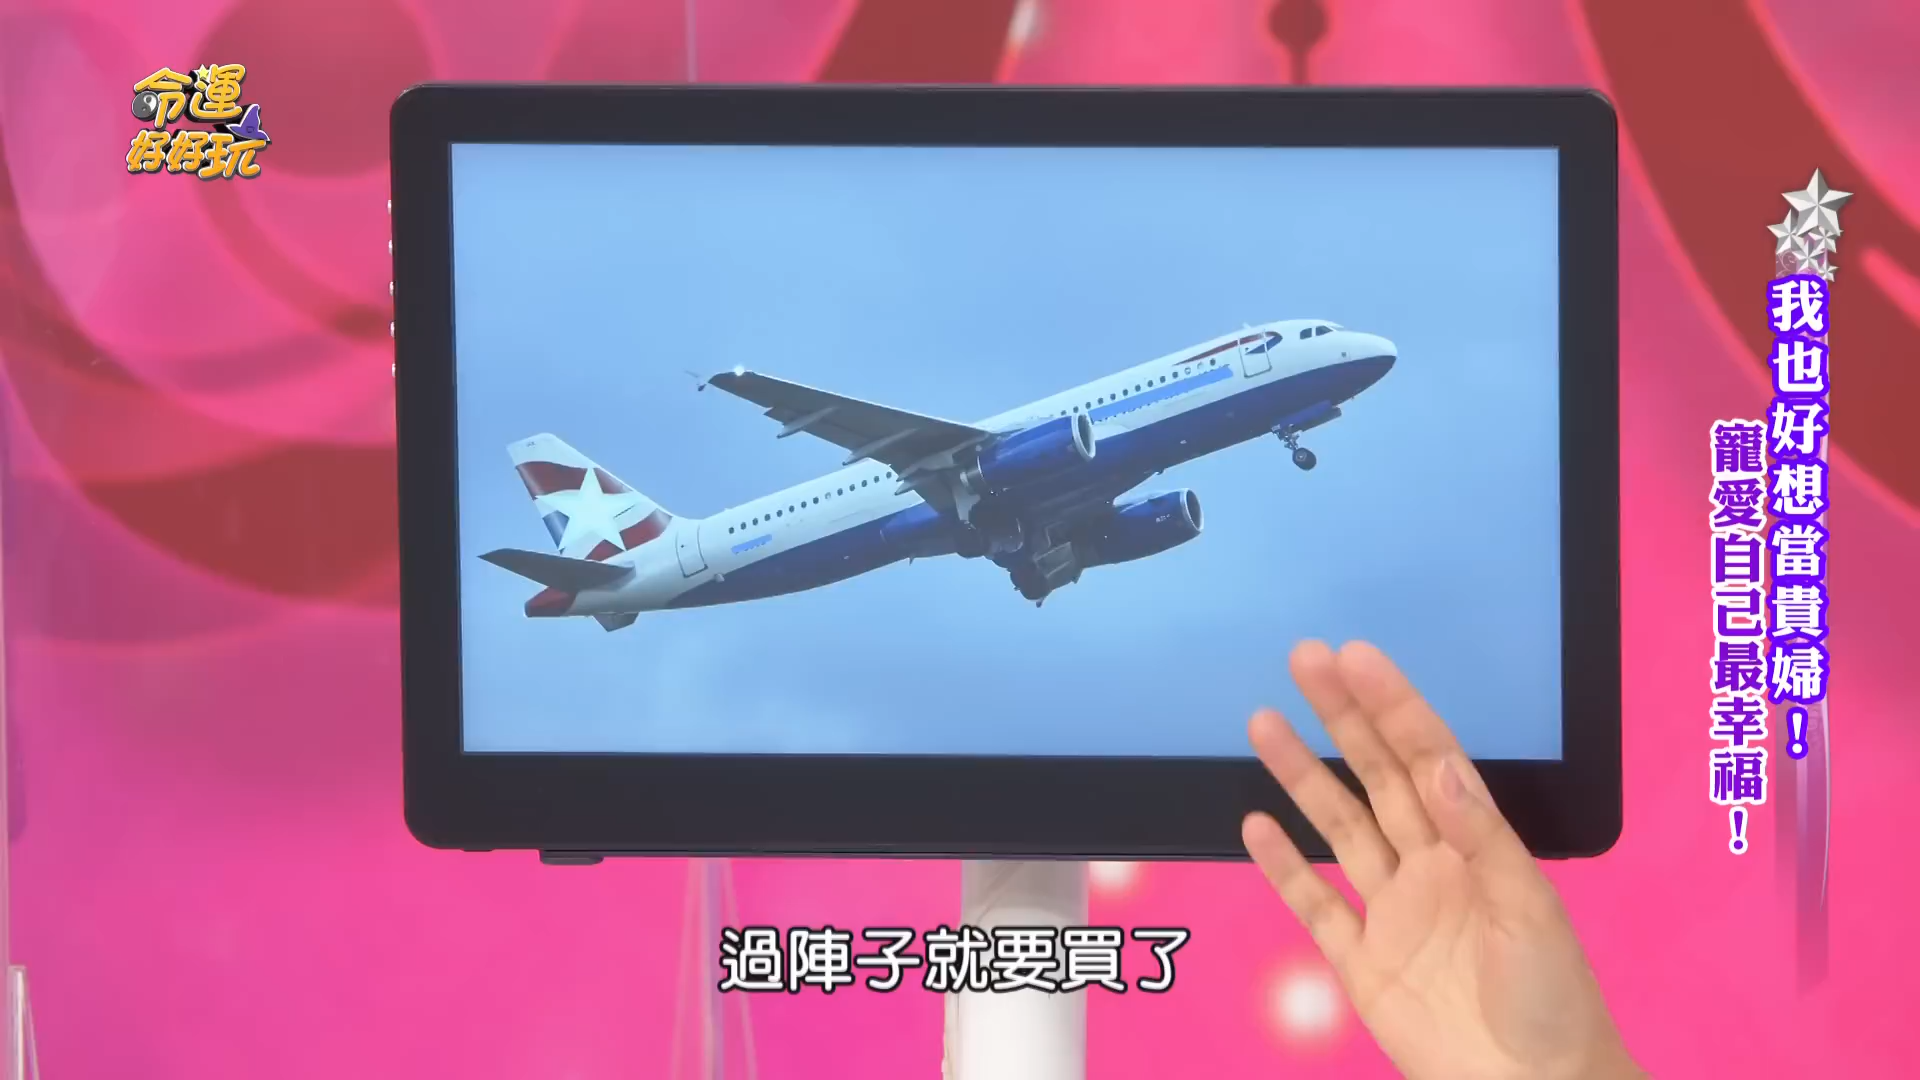 命運
好好玩
我也好想當貴婦！
寵愛自己最幸福！
過陣子就要買了